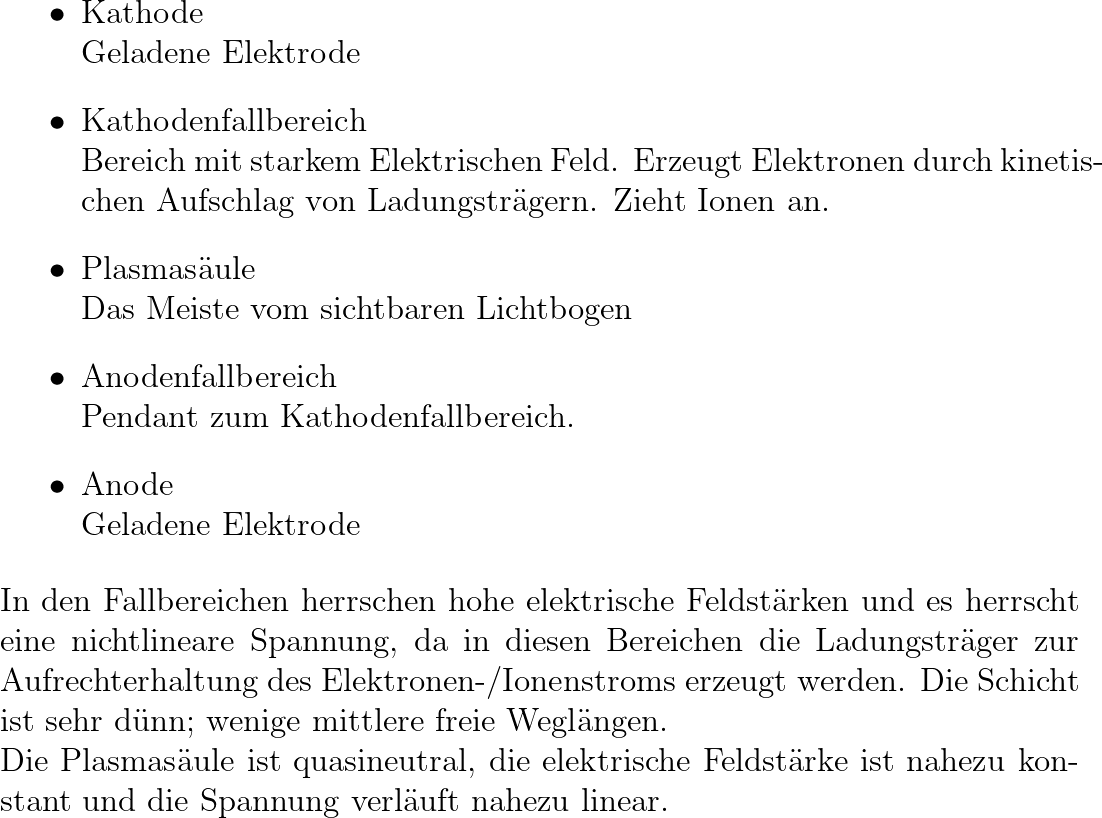 • Kathode
Geladene Elektrode
• Kathodenfallbereich
Bereich mit starkem Elektrischen Feld. Erzeugt Elektronen durch kinetis-
chen Aufschlag von Ladungsträgern. Zieht Ionen an.
• Plasmasäule
Das Meiste vom sichtbaren Lichtbogen
• Anodenfallbereich
Pendant zum Kathodenfallbereich.
• Anode
Geladene Elektrode
In den Fallbereichen herrschen hohe elektrische Feldstärken und es herrscht
eine nichtlineare Spannung, da in diesen Bereichen die Ladungsträger zur
Aufrechterhaltung des Elektronen-/Ionenstroms erzeugt werden. Die Schicht
ist sehr dünn; wenige mittlere freie Weglängen.
Die Plasmasäule ist quasineutral, die elektrische Feldstärke ist nahezu kon-
stant und die Spannung verläuft nahezu linear.